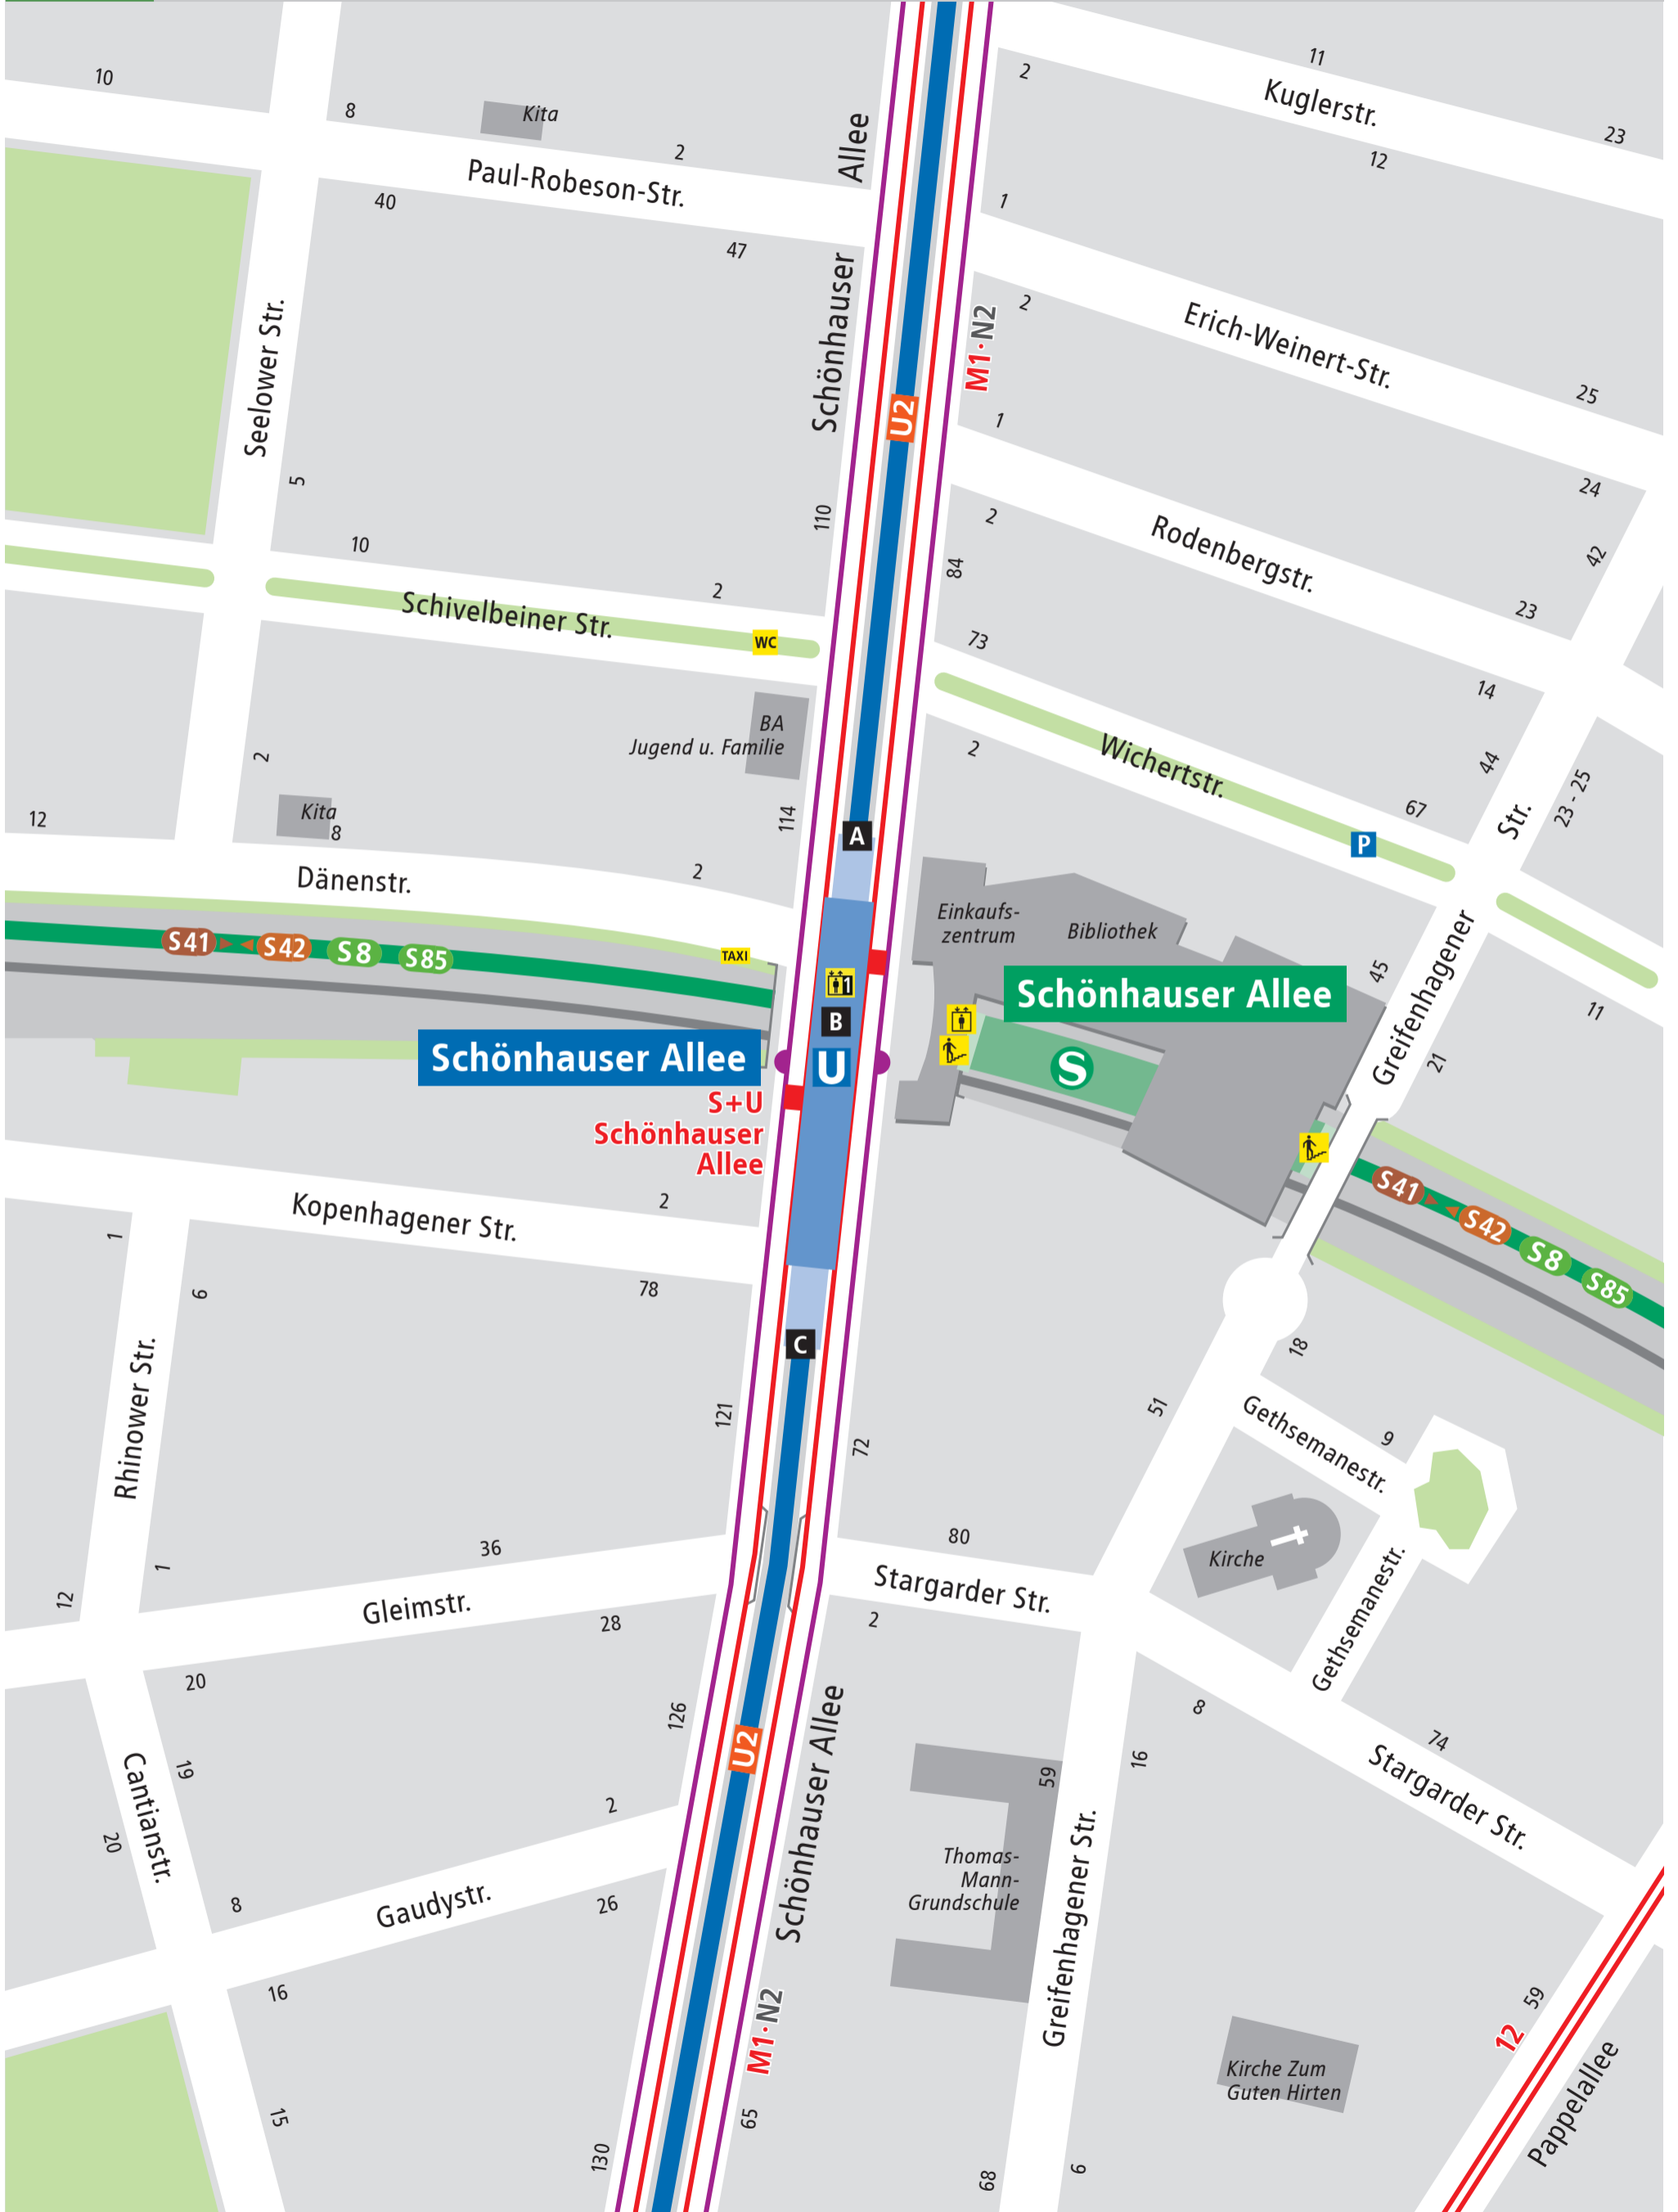 10
8
Kita
2
Paul-Robeson-Str.
40
47
Allee
Schönhauser
11
Kuglerstr.
23
2
12
1
Erich-Weinert-Str.
2
25
M1·N2
U2
1
24
Seelower Str.
5
110
2
Rodenbergstr.
42
84
23
10
2
Schivelbeiner Str.
WC
73
14
BA
Jugend u. Familie
2
Wichertstr.
44
2
67
Str.
23 - 25
P
12
Kita
8
114
A
Dänenstr.
2
Einkaufs-
zentrum
Bibliothek
S41
S42
S8
S85
TAXI
1
B
U
Schönhauser Allee
Schönhauser Allee
S
45
Greifenhagener
11
21
S+U
Schönhauser
Allee
S41
S42
S8
S85
Kopenhagener Str.
2
1
6
78
C
18
Rhinower Str.
121
72
51
Gethsemanestr.
9
36
80
Kirche
12
1
Gleimstr.
28
Stargarder Str.
2
Gethsemanestr.
20
126
8
74
Stargarder Str.
U2
19
Cantianstr.
20
2
Schönhauser Allee
59
16
Thomas-
Mann-
Grundschule
Greifenhagener Str.
8
Gaudystr.
26
16
M1·N2
59
12
Pappelallee
Kirche Zum
Guten Hirten
15
65
130
68
6